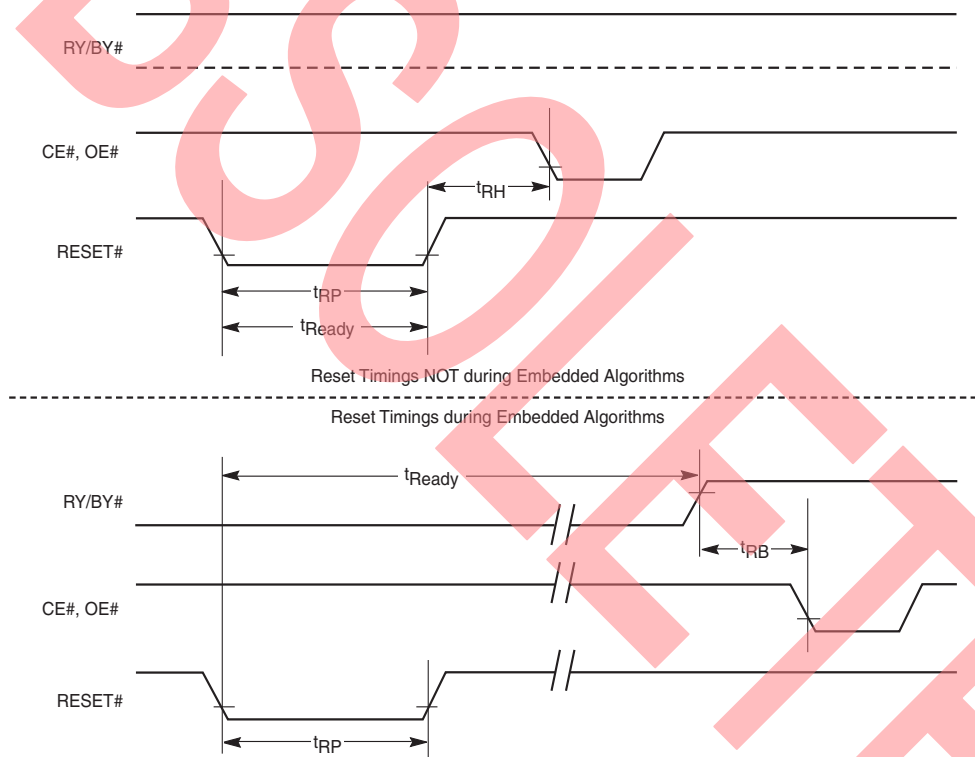 RY/BY#
CE#, OE#
tRH
RESET#
tRP
tReady
Reset Timings NOT during Embedded Algorithms
Reset Timings during Embedded Algorithms
tReady
RY/BY#
tRB
CE#, OE#
RESET#
tRP